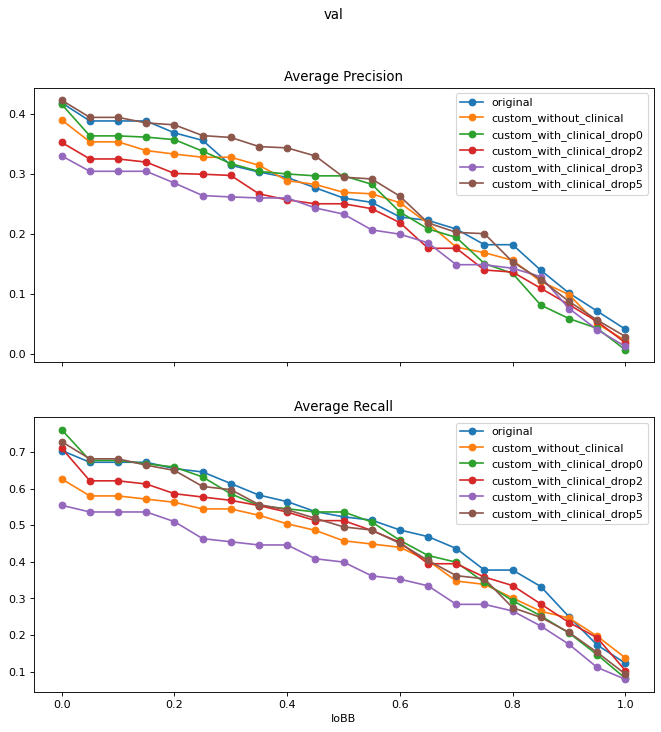 val
Average Precision
original
custom_without_clinical
custom_with_clinical_drop0
custom_with_clinical_drop2
custom_with_clinical_drop3
custom_with_clinical_drop5
0.4
0.3
0.2
0.1
0.0
Average Recall
original
custom_without_clinical
custom_with_clinical_drop0
custom_with_clinical_drop2
custom_with_clinical_drop3
custom_with_clinical_drop5
0.7
0.6
0.5
0.4
0.3
0.2
0.1
0.0 0.2 0.4 0.6 0.8 1.0
IoBB